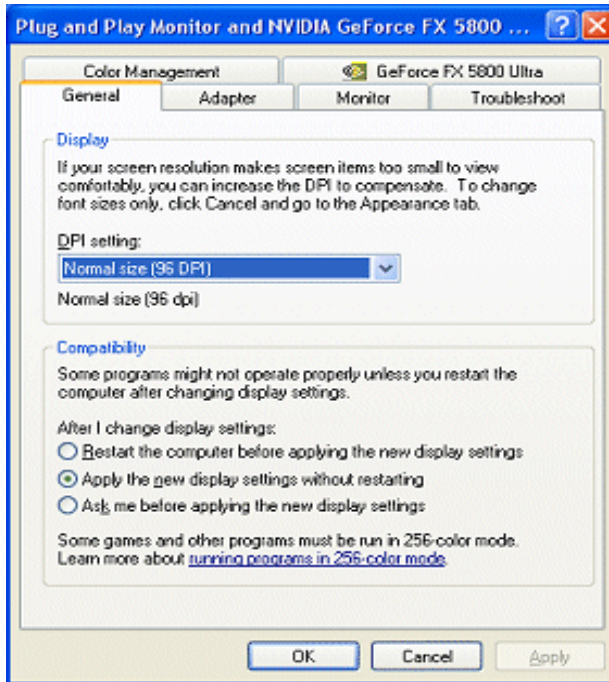 Plug and Play Monitor and NVIDIA GeForce FX 5800 ...
Color Management
GeForce FX 5800 Ultra
General
Adapter
Monitor
Troubleshoot
Display
If your screen resolution makes screen items too small to view
comfortably, you can increase the DPI to compensate. To change
font sizes only, click Cancel and go to the Appearance tab.
DPI setting:
Normal size (96 DPI)
Normal size (96 dpi)
Compatibility
Some programs might not operate properly unless you restart the
computer after changing display settings.
After I change display settings:
Restart the computer before applying the new display settings
Apply the new display settings without restarting
Ask me before applying the new display settings
Some games and other programs must be run in 256-color mode.
Learn more about running programs in 256-color mode.
OK
Cancel
Apply